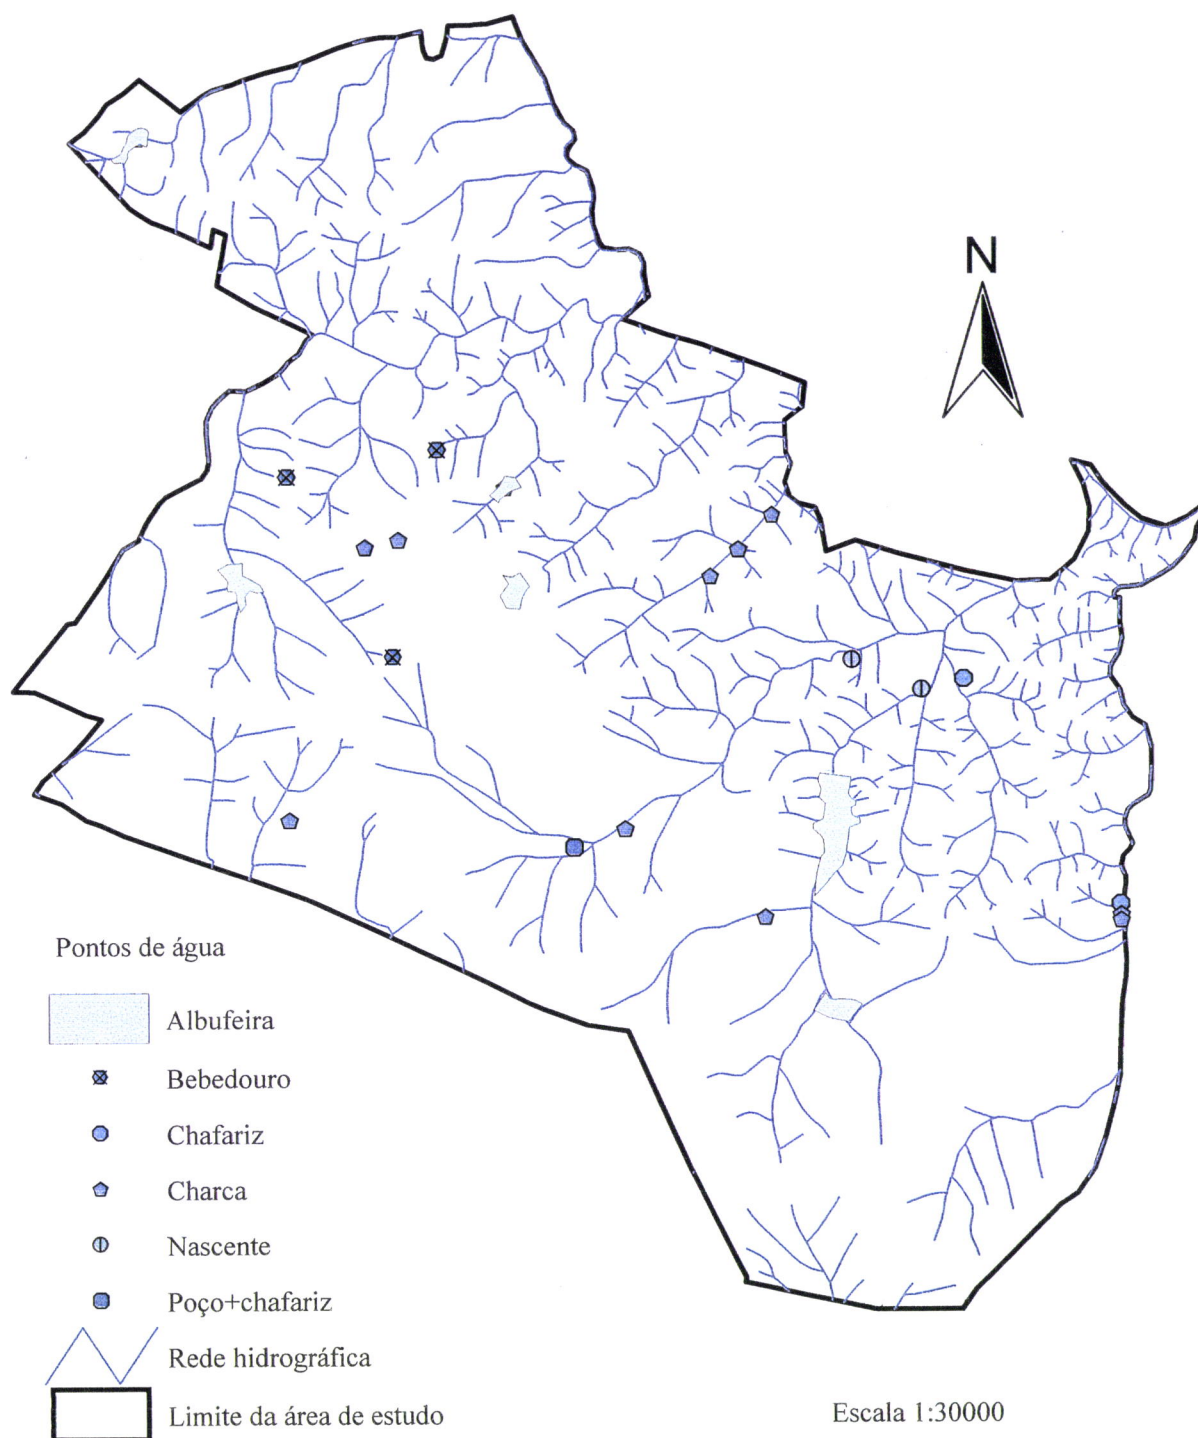 N
Pontos de água
Albufeira
Bebedouro
Chafariz
Charca
Nascente
Poço+chafariz
Rede hidrográfica
Limite da área de estudo
Escala 1:30000